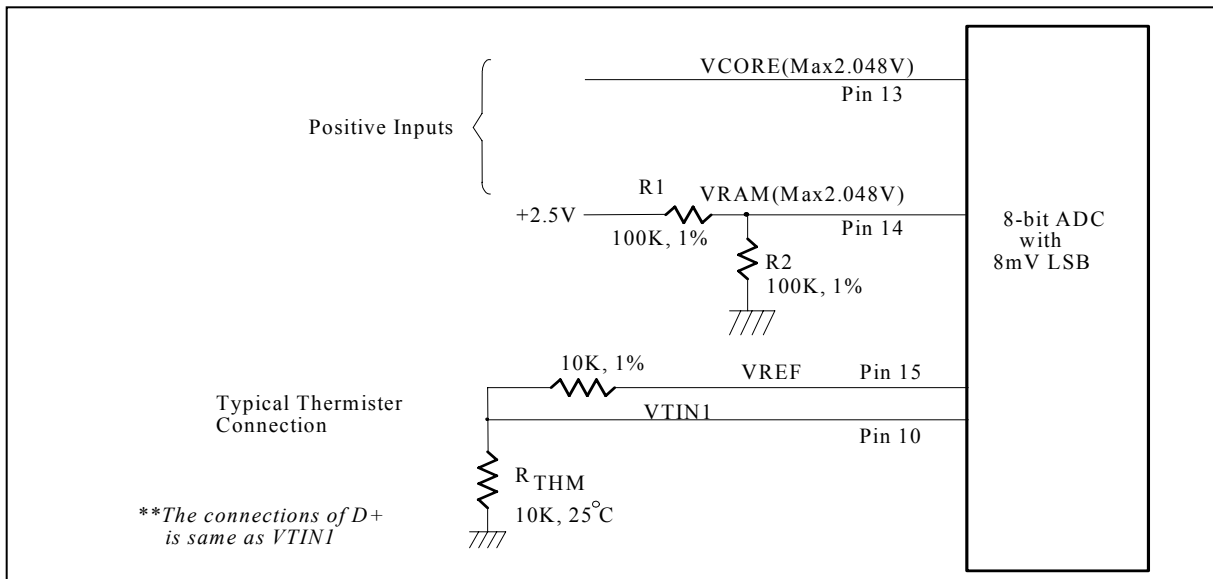 VCORE(Max2.048V)
Pin 13
Positive Inputs
R1
VRAM(Max2.048V)
+2.5V
100K, 1%
Pin 14
R2
100K, 1%
8-bit ADC
with
8mV LSB
10K, 1%
VREF
Pin 15
Typical Thermister
Connection
VTIN1
Pin 10
RTHM
10K, 25°C
**The connections of D+
is same as VTIN1